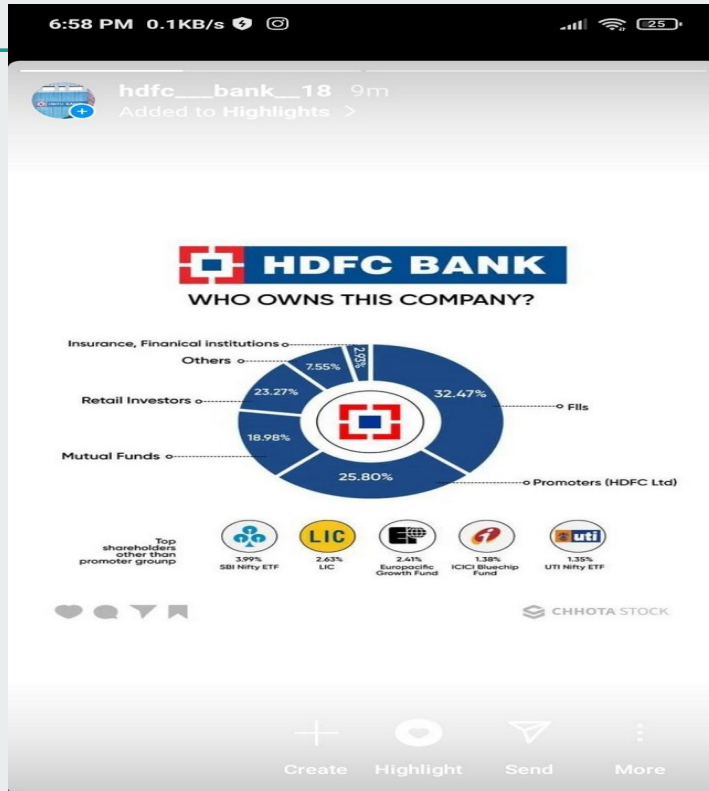 6:58 PM 0.1KB/s
25
hdfc___bank__18 9m
Added to Highlights >
HDFC BANK
WHO OWNS THIS COMPANY?
Insurance, Finanical institutions
2.93%
Others
7.55%
32.47%
Retail Investors
23.27%
FIIs
18.98%
Mutual Funds
25.80%
Promoters (HDFC Ltd)
Top
shareholders
other than
promoter grounp
LIC
uti
3.99%
SBI Nifty ETF
2.63%
LIC
2.41%
Europacific
Growth Fund
1.38%
ICICI Bluechip
Fund
1.35%
UTI Nifty ETF
CHHOTA STOCK
Create Highlight Send More